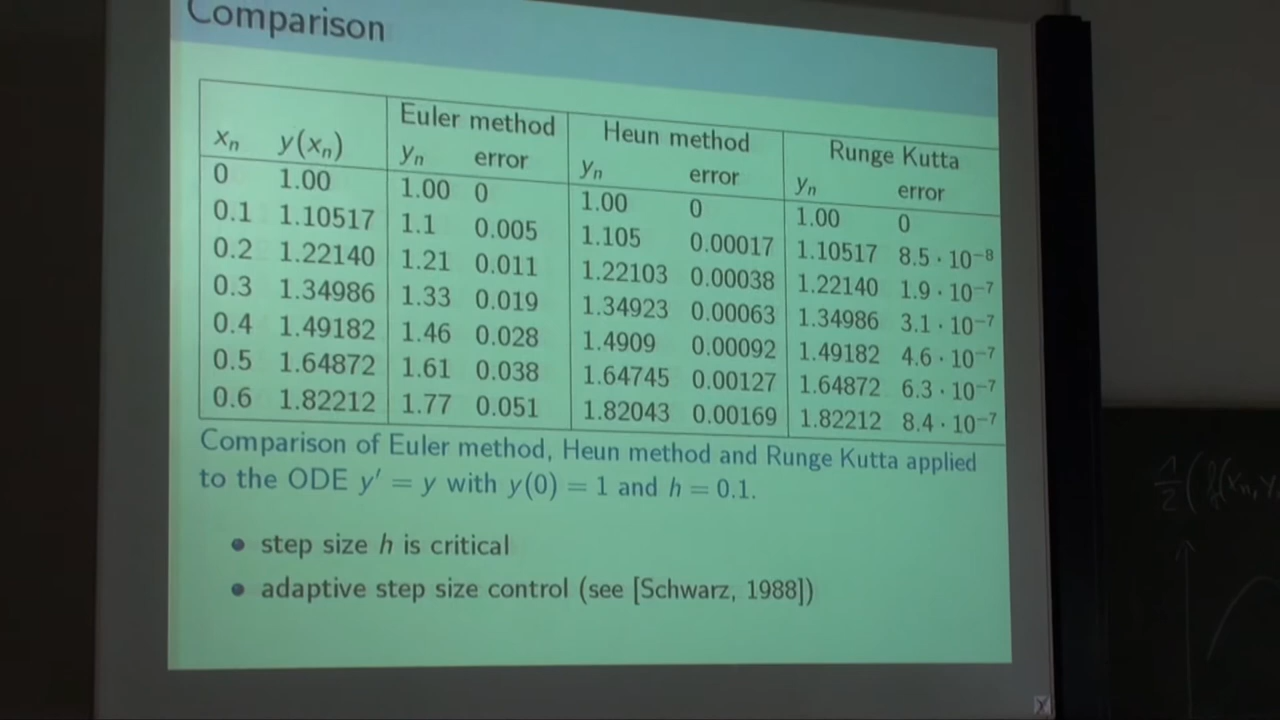 Comparison
Euler method Heun method Runge Kutta
xₙ y(xₙ) yₙ error yₙ error yₙ error
0 1.00 1.00 0 1.00 0 1.00 0
0.1 1.10517 1.1 0.005 1.105 0.00017 1.10517 8.5 · 10⁻⁸
0.2 1.22140 1.21 0.011 1.22103 0.00038 1.22140 1.9 · 10⁻⁷
0.3 1.34986 1.33 0.019 1.34923 0.00063 1.34986 3.1 · 10⁻⁷
0.4 1.49182 1.46 0.028 1.4909 0.00092 1.49182 4.6 · 10⁻⁷
0.5 1.64872 1.61 0.038 1.64745 0.00127 1.64872 6.3 · 10⁻⁷
0.6 1.82212 1.77 0.051 1.82043 0.00169 1.82212 8.4 · 10⁻⁷
Comparison of Euler method, Heun method and Runge Kutta applied
to the ODE y′ = y with y(0) = 1 and h = 0.1.
• step size h is critical
• adaptive step size control (see [Schwarz, 1988])